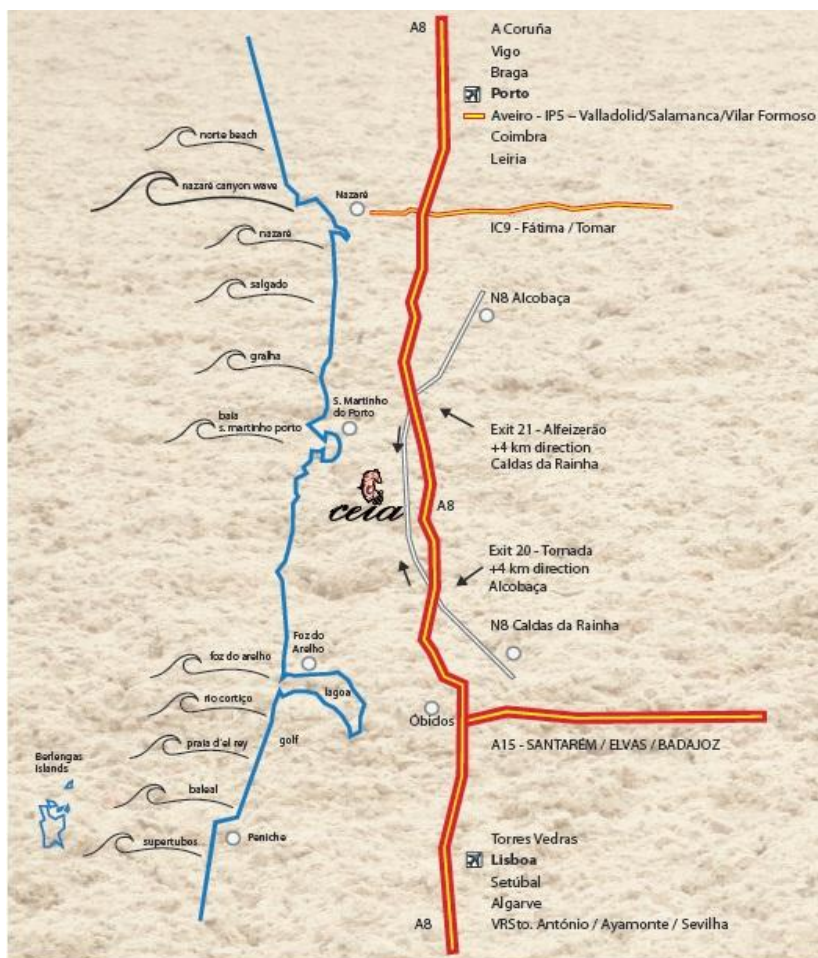 A8
A Coruña
Vigo
Braga
Porto
Aveiro - IP5 – Valladolid/Salamanca/Vilar Formoso
Coimbra
Leiria
norte beach
nazaré canyon wave
Nazaré
IC9 - Fátima / Tomar
nazaré
salgado
N8 Alcobaça
gralha
S. Martinho
do Porto
baia
s. martinho porto
Exit 21 - Alfeizerão
+4 km direction
Caldas da Rainha
ceia
A8
Exit 20 - Tornada
+4 km direction
Alcobaça
N8 Caldas da Rainha
Foz do
Arelho
foz do arelho
lagoa
rio cortiço
Óbidos
golf
praia d'el rey
A15 - SANTARÉM / ELVAS / BADAJOZ
Berlengas
Islands
baleal
Peniche
supertubos
Torres Vedras
Lisboa
Setúbal
Algarve
A8
VRSto. António / Ayamonte / Sevilha